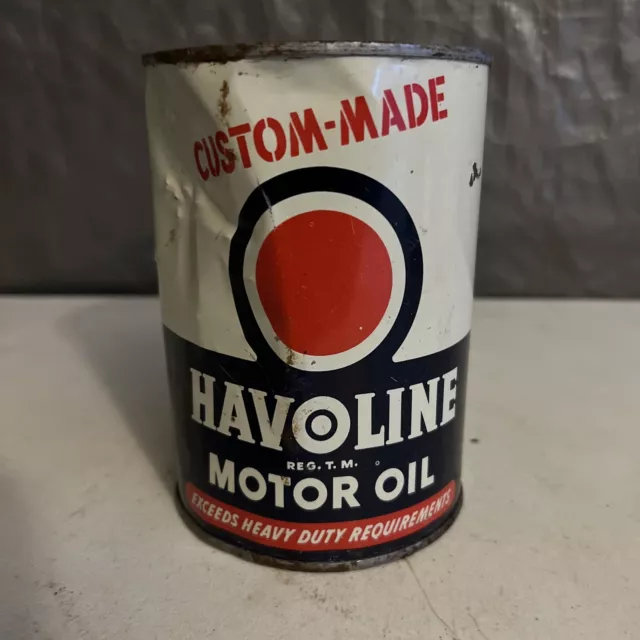 CUSTOM-MADE
HAVOLINE
REG. T. M.
MOTOR OIL
EXCEEDS HEAVY DUTY REQUIREMENTS